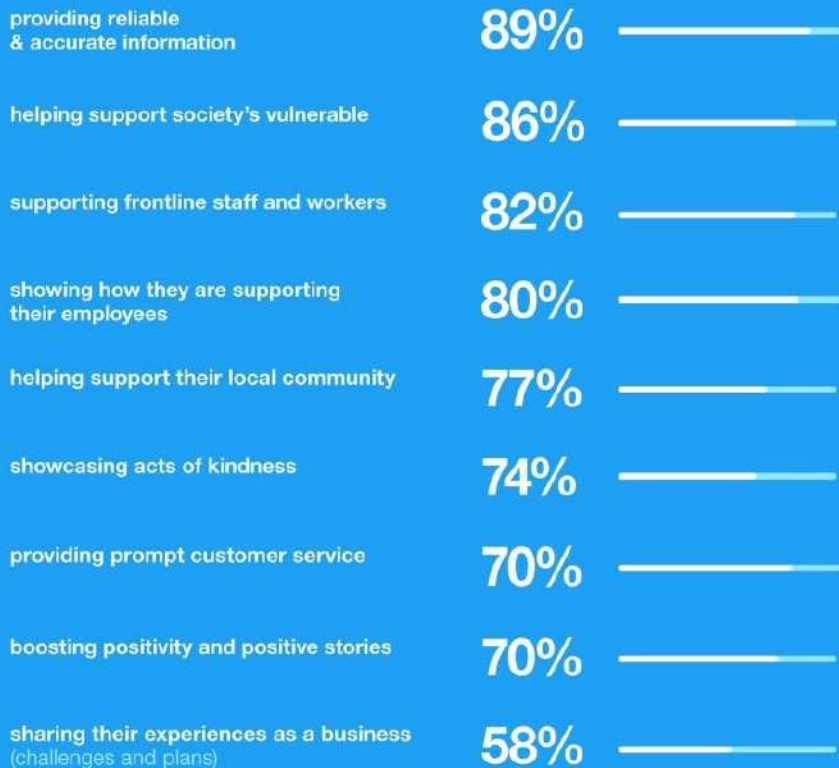 providing reliable
& accurate information
89%
helping support society's vulnerable
86%
supporting frontline staff and workers
82%
showing how they are supporting
their employees
80%
helping support their local community
77%
showcasing acts of kindness
74%
providing prompt customer service
70%
boosting positivity and positive stories
70%
sharing their experiences as a business
(challenges and plans)
58%